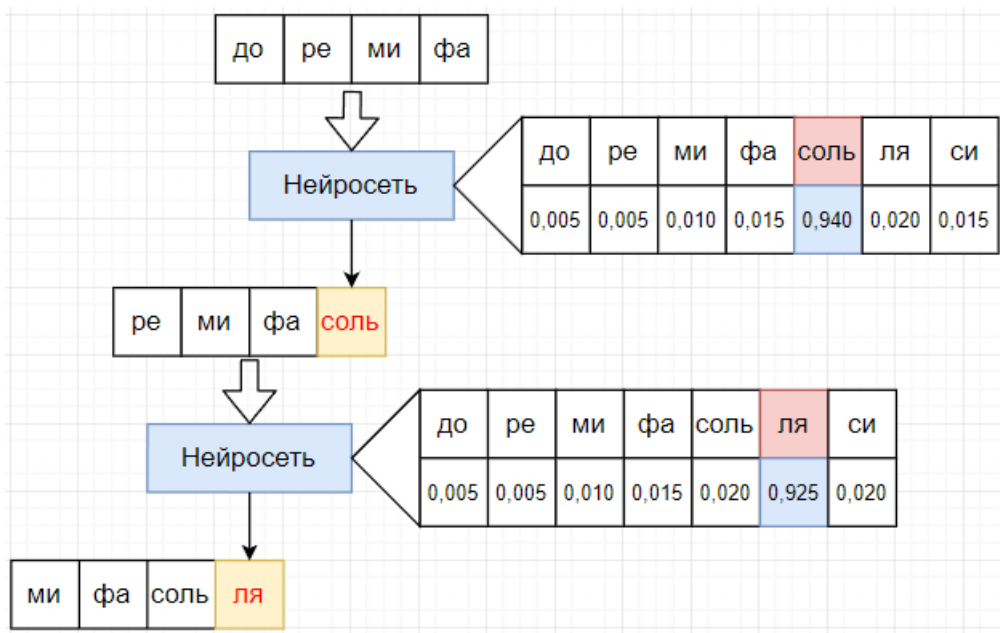 до ре ми фа
до ре ми фа соль ля си
Нейросеть
0,005 0,005 0,010 0,015 0,940 0,020 0,015
ре ми фа соль
до ре ми фа соль ля си
Нейросеть
0,005 0,005 0,010 0,015 0,020 0,925 0,020
ми фа соль ля